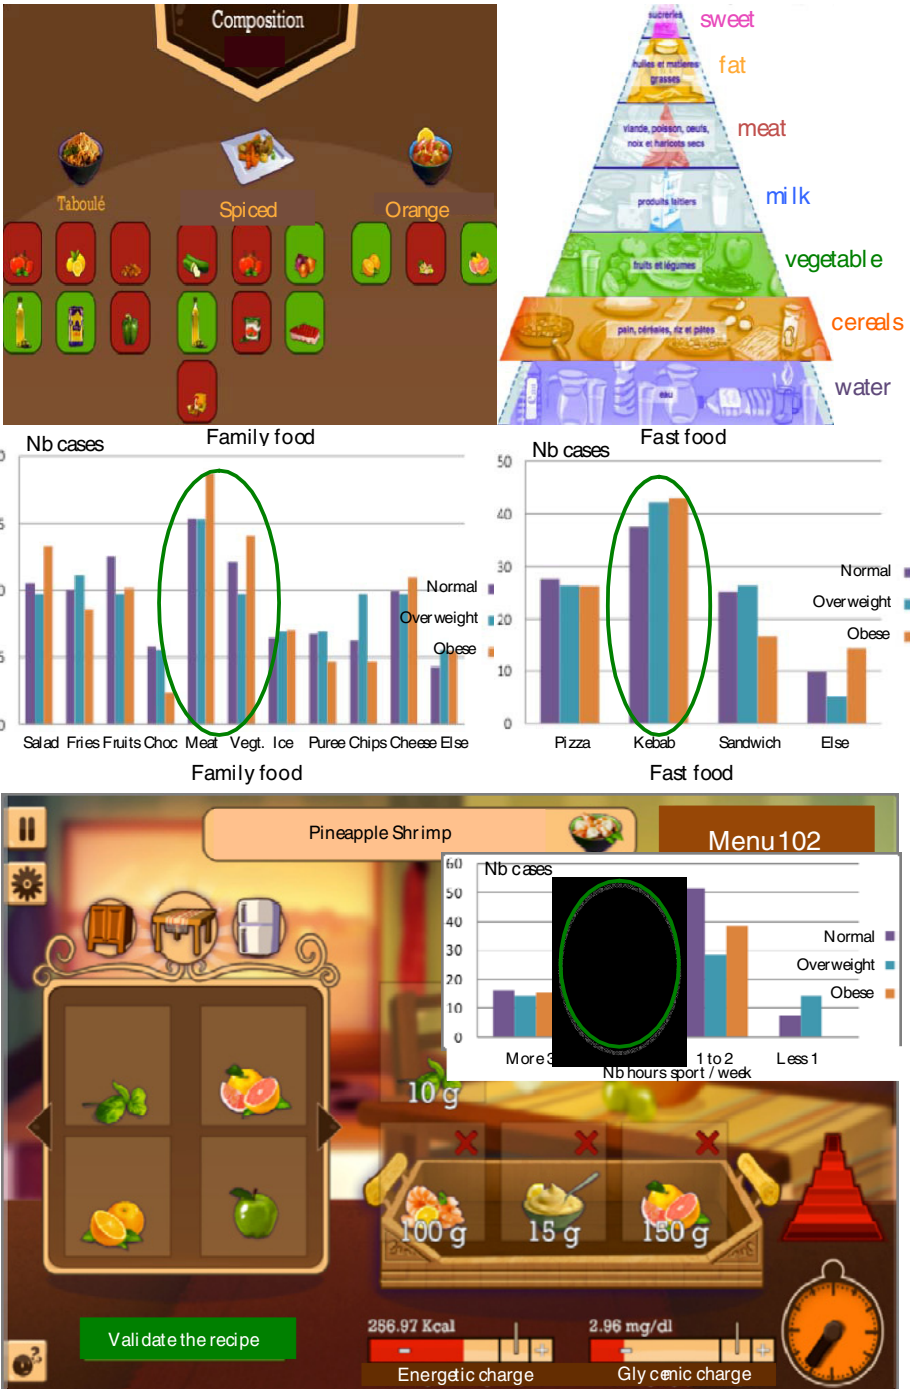 Composition
Taboulé
Spiced
Orange
sucreries
sweet
huiles et matieres
grasses
fat
viande, poisson, oeufs,
noix et haricots secs
meat
produits laitiers
milk
fruits et légumes
vegetable
pain, céréales, riz et pâtes
cereals
eau
water
Nb cases
Family food
Normal
Overweight
Obese
Salad Fries Fruits Choc Meat Vegt. Ice Puree Chips Cheese Else
Family food
Nb cases
Fast food
50
40
30
20
10
0
Normal
Overweight
Obese
Pizza Kebab Sandwich Else
Fast food
Pineapple Shrimp
Menu 102
Nb cases
60
50
40
30
20
10
0
Normal
Overweight
Obese
More 3 1 to 2 Less 1
Nb hours sport / week
10 g
100 g 15 g 150 g
Validate the recipe
256.97 Kcal
Energetic charge
2.96 mg/dl
Glycemic charge